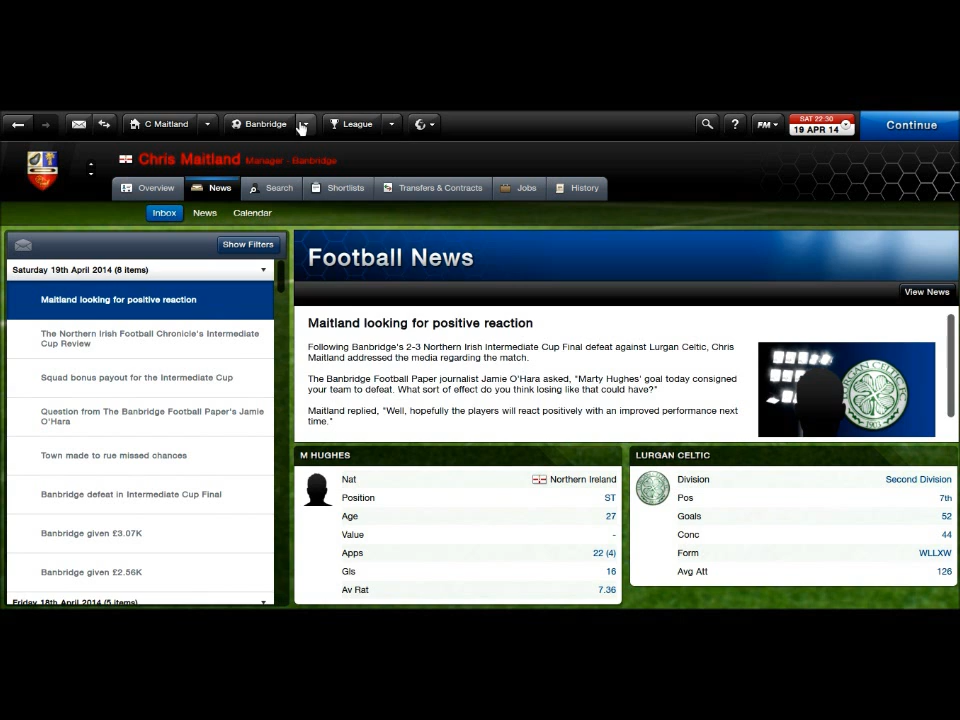 C Maitland
Banbridge
League
?
FM
SAT 22:30
19 APR 14
Continue
Chris Maitland Manager - Banbridge
Overview
News
Search
Shortlists
Transfers & Contracts
Jobs
History
Inbox
News
Calendar
Show Filters
Saturday 19th April 2014 (8 items)
Maitland looking for positive reaction
The Northern Irish Football Chronicle's Intermediate
Cup Review
Squad bonus payout for the Intermediate Cup
Question from The Banbridge Football Paper's Jamie
O'Hara
Town made to rue missed chances
Banbridge defeat in Intermediate Cup Final
Banbridge given £3.07K
Banbridge given £2.56K
Friday 18th April 2014 (5 items)
Football News
View News
Maitland looking for positive reaction
Following Banbridge's 2-3 Northern Irish Intermediate Cup Final defeat against Lurgan Celtic, Chris
Maitland addressed the media regarding the match.
The Banbridge Football Paper journalist Jamie O'Hara asked, "Marty Hughes' goal today consigned
your team to defeat. What sort of effect do you think losing like that could have?"
Maitland replied, "Well, hopefully the players will react positively with an improved performance next
time."
M HUGHES
Nat Northern Ireland
Position ST
Age 27
Value -
Apps 22 (4)
Gls 16
Av Rat 7.36
LURGAN CELTIC
Division Second Division
Pos 7th
Goals 52
Conc 44
Form WLLXW
Avg Att 126